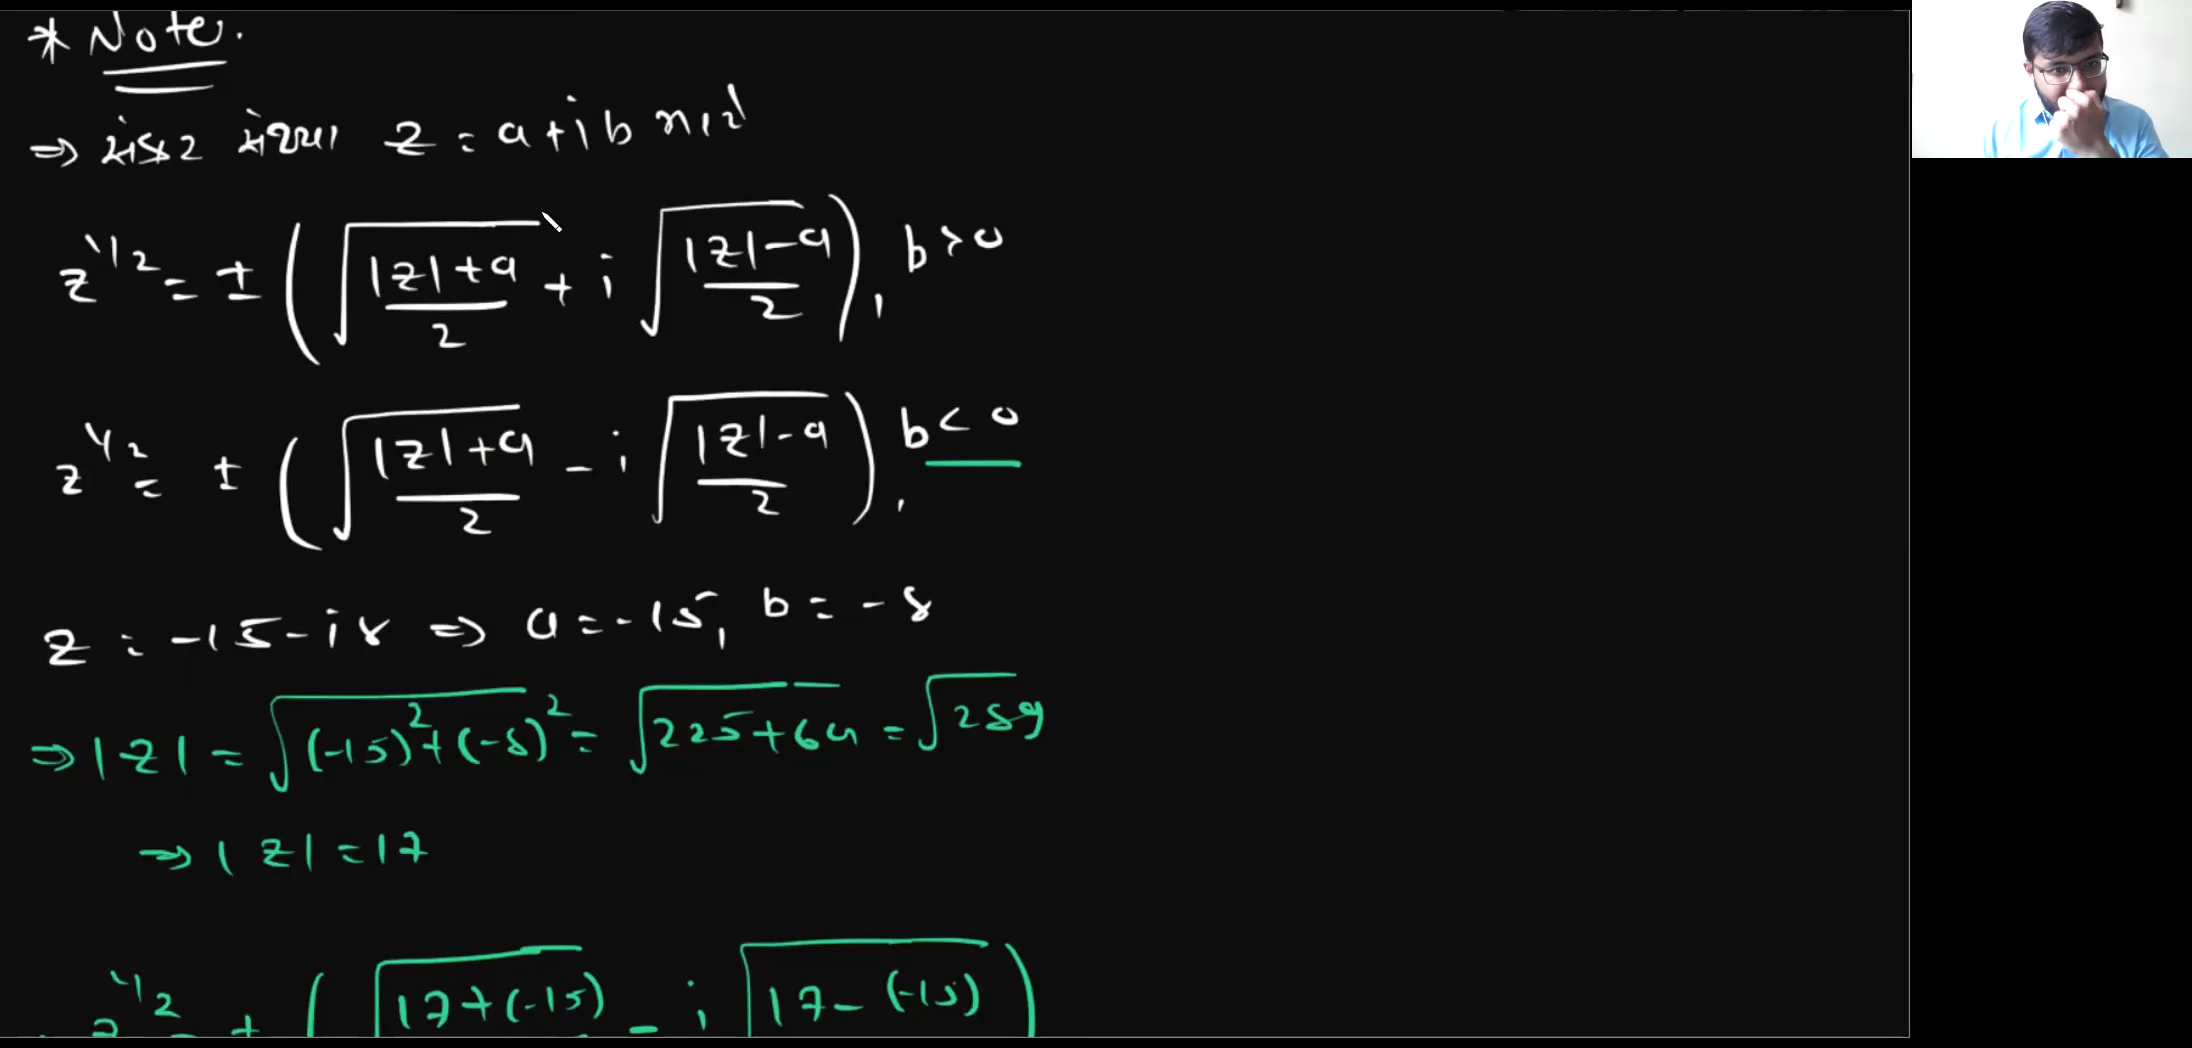 * Note.
⇒ સંકર સંખ્યા z = a + i b માટે
z^{1/2} = ± ( √((|z| + a)/2) + i √((|z| - a)/2) ), b > 0
z^{1/2} = ± ( √((|z| + a)/2) - i √((|z| - a)/2) ), b < 0
z = -15 - i8 ⇒ a = -15, b = -8
⇒ |z| = √((-15)^2 + (-8)^2) = √(225 + 64) = √289
⇒ |z| = 17
z^{1/2} = ± ( √(17 + (-15)) - i √(17 - (-15)) )